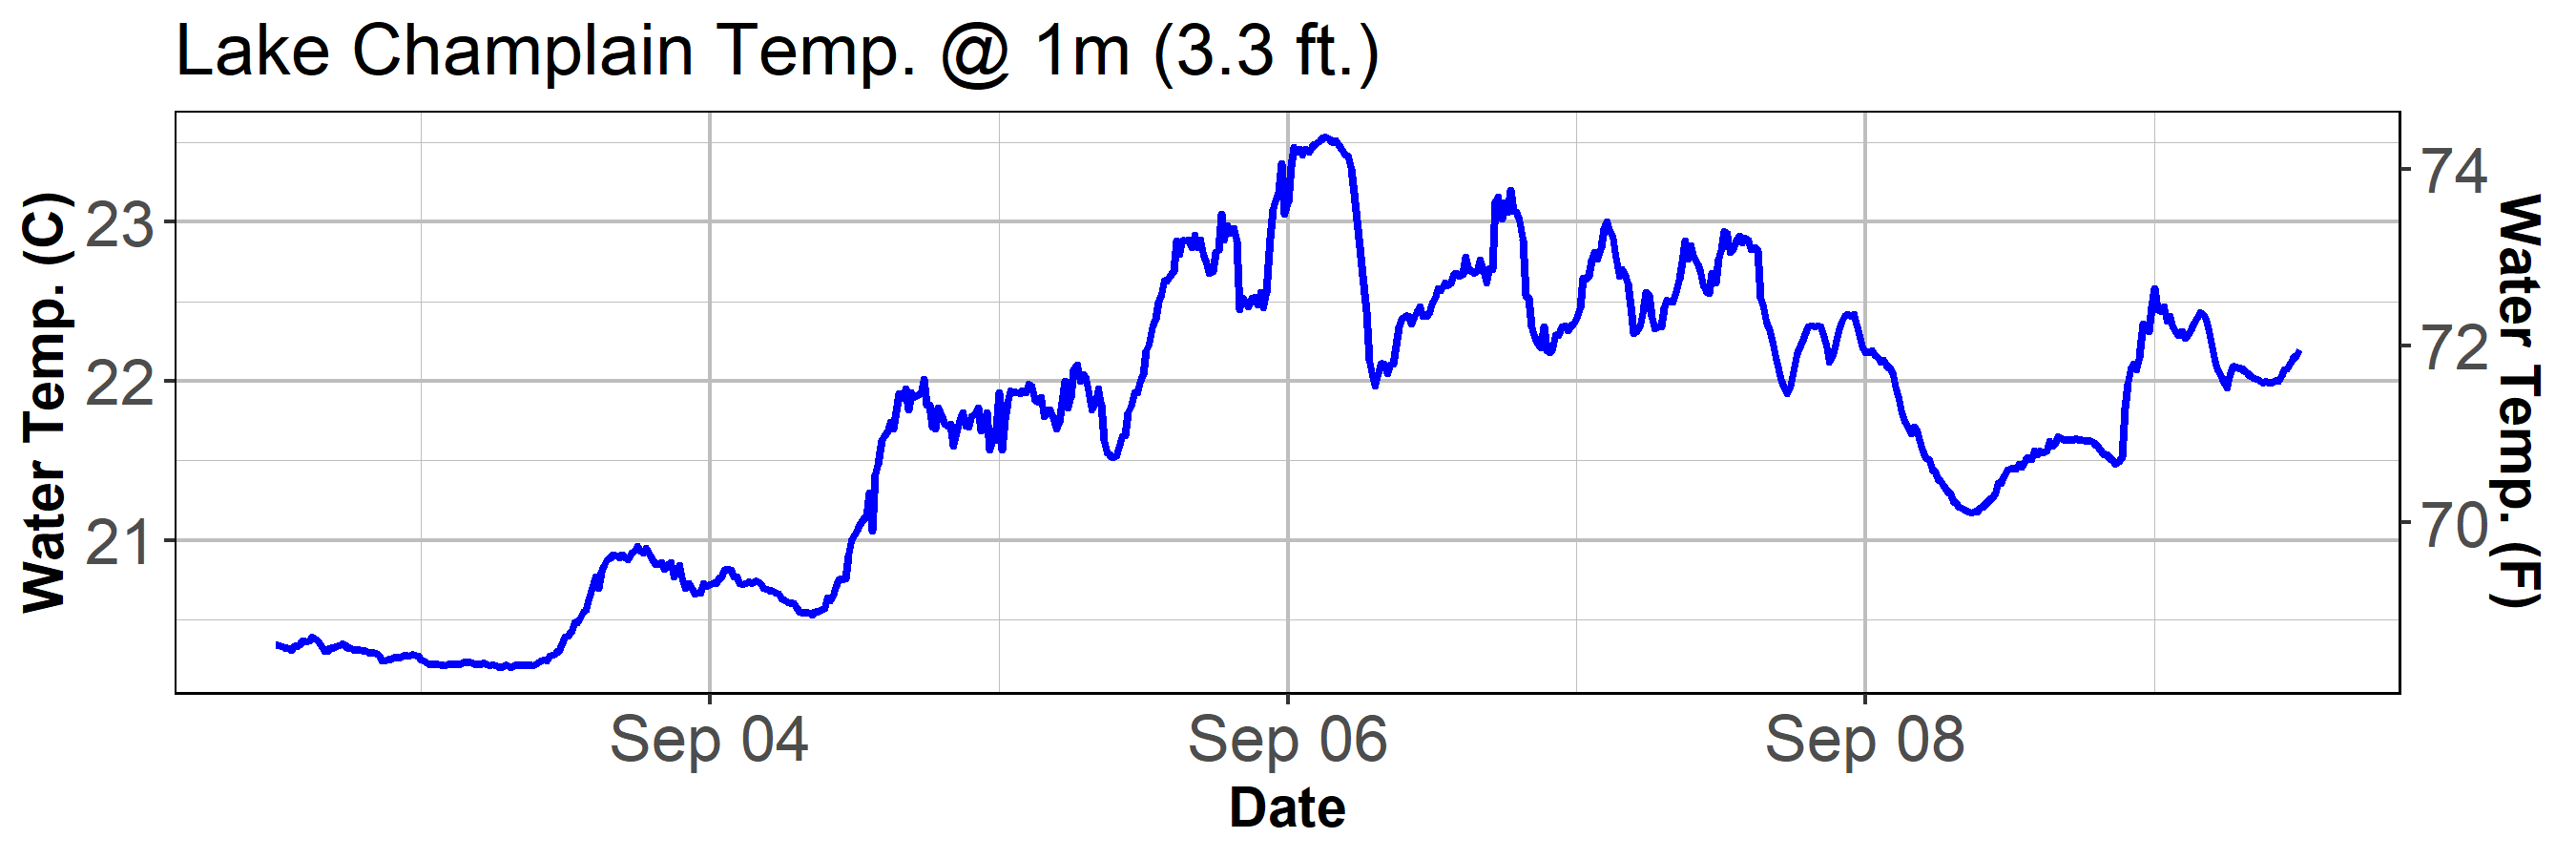 Lake Champlain Temp. @ 1m (3.3 ft.)
Water Temp. (C)
23
22
21
74
72
70
Water Temp. (F)
Sep 04
Sep 06
Sep 08
Date